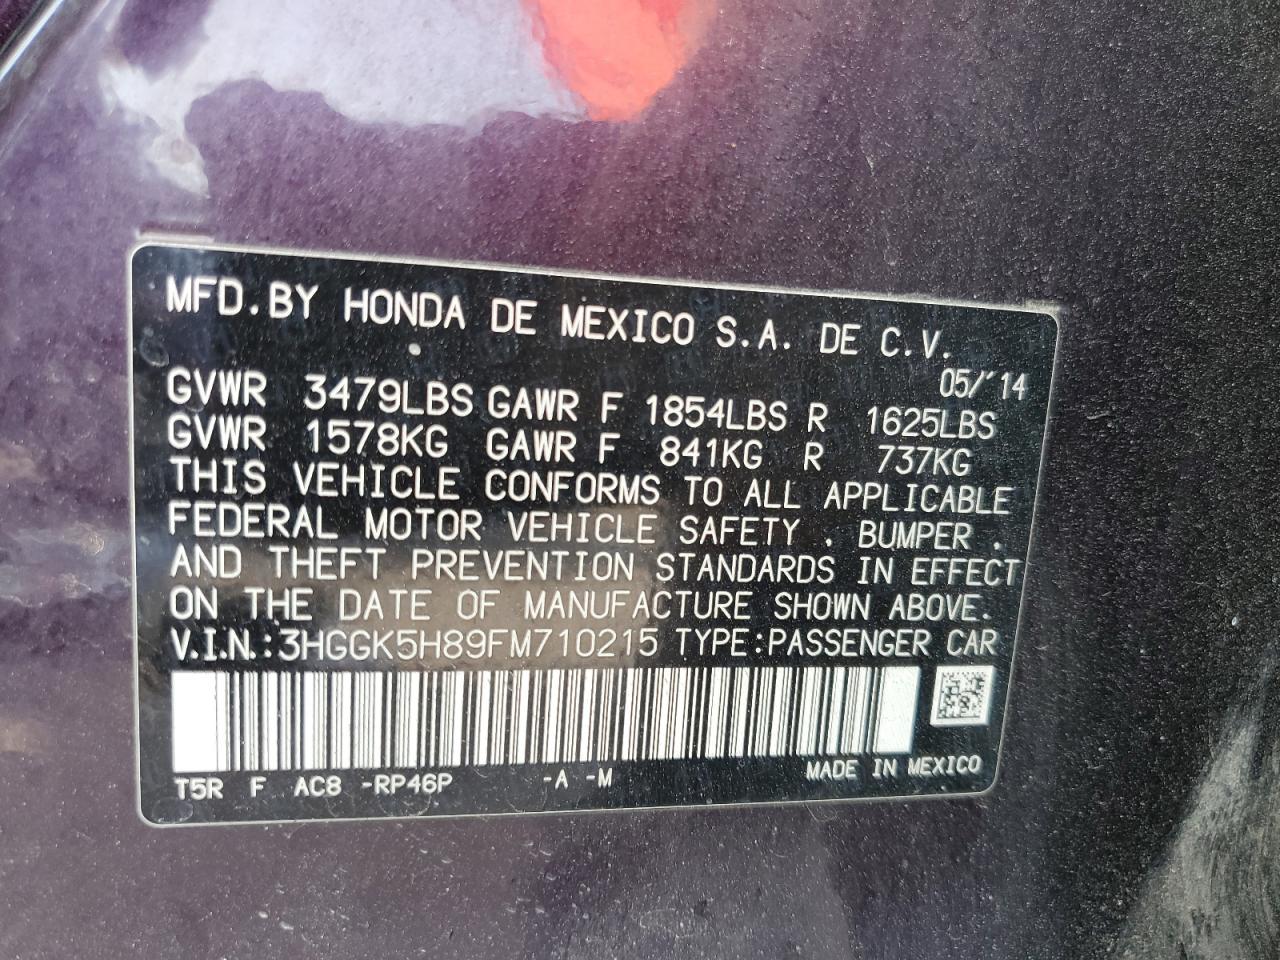 MFD.BY HONDA DE MEXICO S.A. DE C.V.
05/'14
GVWR 3479LBS GAWR F 1854LBS R 1625LBS
GVWR 1578KG GAWR F 841KG R 737KG
THIS VEHICLE CONFORMS TO ALL APPLICABLE
FEDERAL MOTOR VEHICLE SAFETY , BUMPER ,
AND THEFT PREVENTION STANDARDS IN EFFECT
ON THE DATE OF MANUFACTURE SHOWN ABOVE.
V.I.N.:3HGGK5H89FM710215 TYPE:PASSENGER CAR
T5R F AC8 -RP46P -A -M MADE IN MEXICO